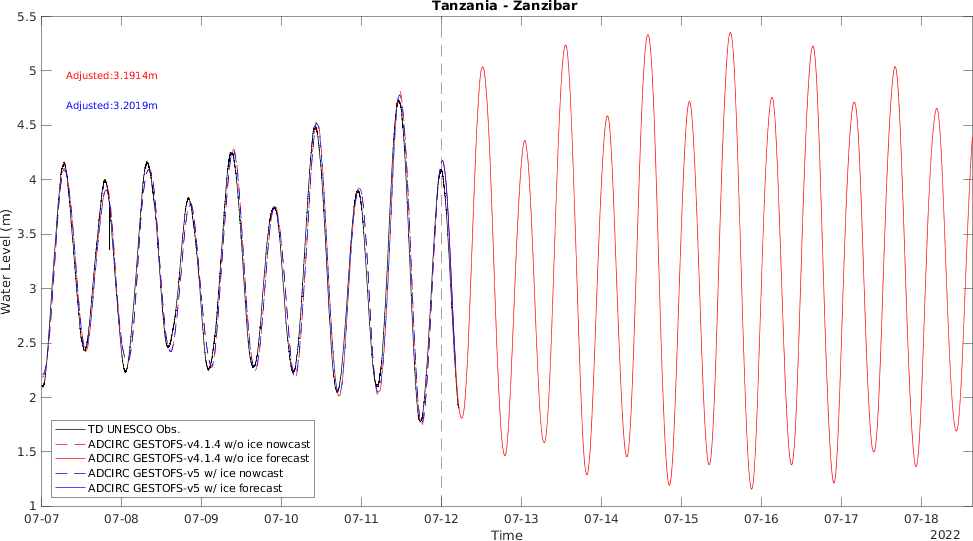 Tanzania - Zanzibar
5.5
5
4.5
4
3.5
3
2.5
2
1.5
1
Water Level (m)
Adjusted:3.1914m
Adjusted:3.2019m
TD UNESCO Obs.
ADCIRC GESTOFS-v4.1.4 w/o ice nowcast
ADCIRC GESTOFS-v4.1.4 w/o ice forecast
ADCIRC GESTOFS-v5 w/ ice nowcast
ADCIRC GESTOFS-v5 w/ ice forecast
07-07 07-08 07-09 07-10 07-11 07-12 07-13 07-14 07-15 07-16 07-17 07-18
Time
2022